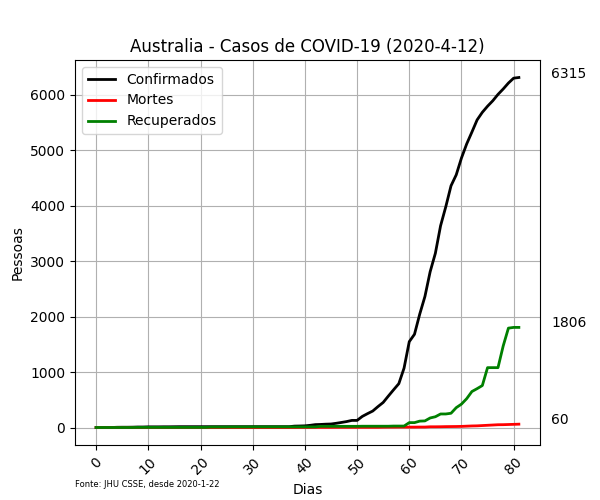 Australia - Casos de COVID-19 (2020-4-12)
Confirmados
Mortes
Recuperados
6315
1806
60
Pessoas
6000
5000
4000
3000
2000
1000
0
0 10 20 30 40 50 60 70 80
Dias
Fonte: JHU CSSE, desde 2020-1-22